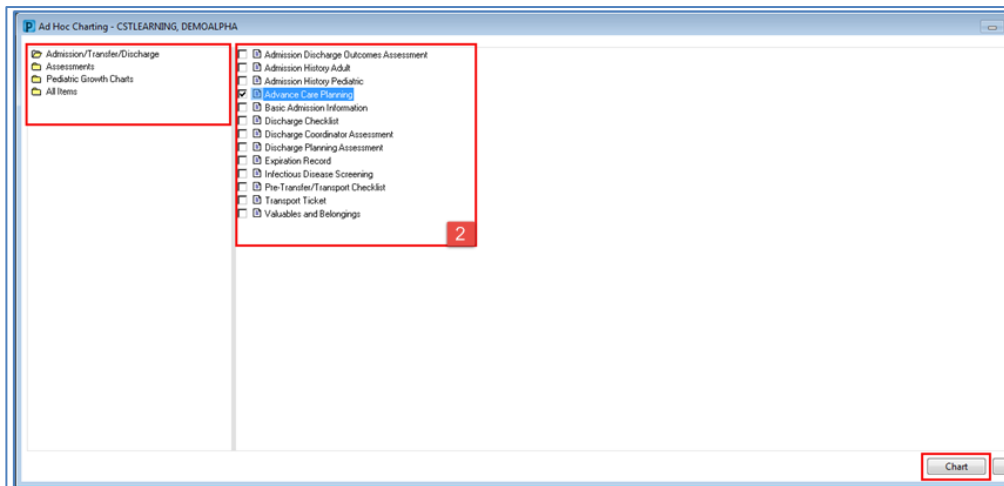 Ad Hoc Charting - CSTLEARNING, DEMOALPHA
Admission/Transfer/Discharge
Assessments
Pediatric Growth Charts
All Items
Admission Discharge Outcomes Assessment
Admission History Adult
Admission History Pediatric
Advance Care Planning
Basic Admission Information
Discharge Checklist
Discharge Coordinator Assessment
Discharge Planning Assessment
Expiration Record
Infectious Disease Screening
Pre-Transfer/Transport Checklist
Transport Ticket
Valuables and Belongings
2
Chart